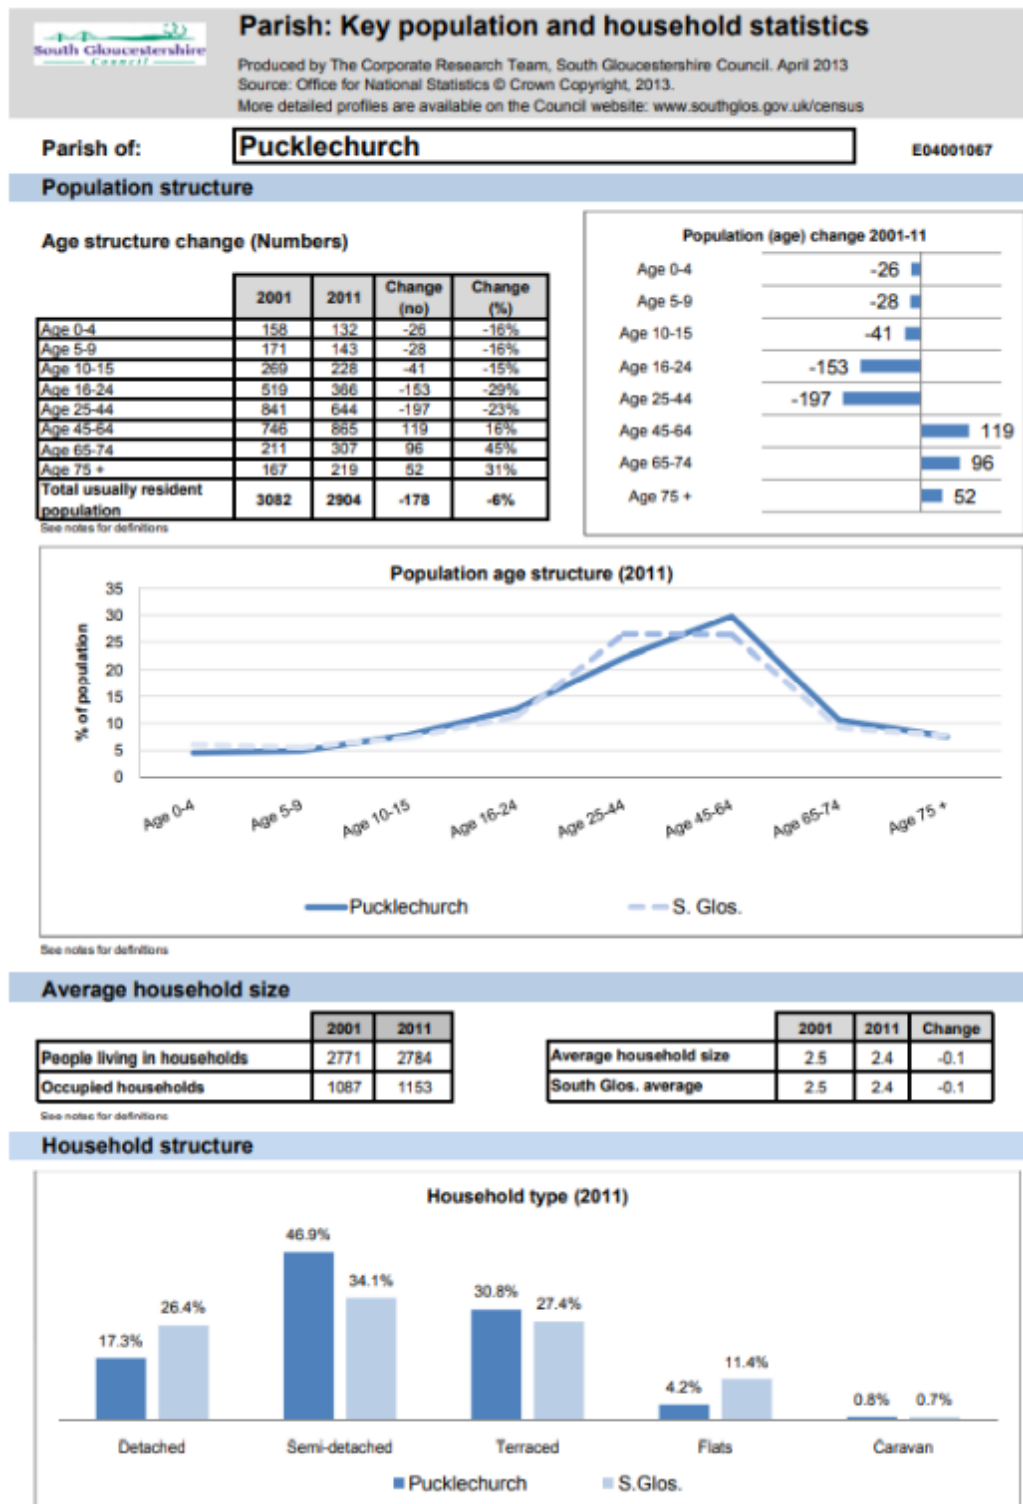 South Gloucestershire
Council
Parish: Key population and household statistics
Produced by The Corporate Research Team, South Gloucestershire Council. April 2013
Source: Office for National Statistics © Crown Copyright, 2013.
More detailed profiles are available on the Council website: www.southglos.gov.uk/census
Parish of: Pucklechurch E04001067
Population structure
Age structure change (Numbers)
2001 2011 Change (no) Change (%)
Age 0-4 158 132 -26 -16%
Age 5-9 171 143 -28 -16%
Age 10-15 269 228 -41 -15%
Age 16-24 519 366 -153 -29%
Age 25-44 841 644 -197 -23%
Age 45-64 746 865 119 16%
Age 65-74 211 307 96 45%
Age 75 + 167 219 52 31%
Total usually resident population 3082 2904 -178 -6%
See notes for definitions
Population (age) change 2001-11
Age 0-4 -26
Age 5-9 -28
Age 10-15 -41
Age 16-24 -153
Age 25-44 -197
Age 45-64 119
Age 65-74 96
Age 75 + 52
Population age structure (2011)
% of population
35
30
25
20
15
10
5
0
Age 0-4 Age 5-9 Age 10-15 Age 16-24 Age 25-44 Age 45-64 Age 65-74 Age 75 +
Pucklechurch S. Glos.
See notes for definitions
Average household size
2001 2011
People living in households 2771 2784
Occupied households 1087 1153
See notes for definitions
2001 2011 Change
Average household size 2.5 2.4 -0.1
South Glos. average 2.5 2.4 -0.1
Household structure
Household type (2011)
17.3% 26.4% 46.9% 34.1% 30.8% 27.4% 4.2% 11.4% 0.8% 0.7%
Detached Semi-detached Terraced Flats Caravan
Pucklechurch S.Glos.